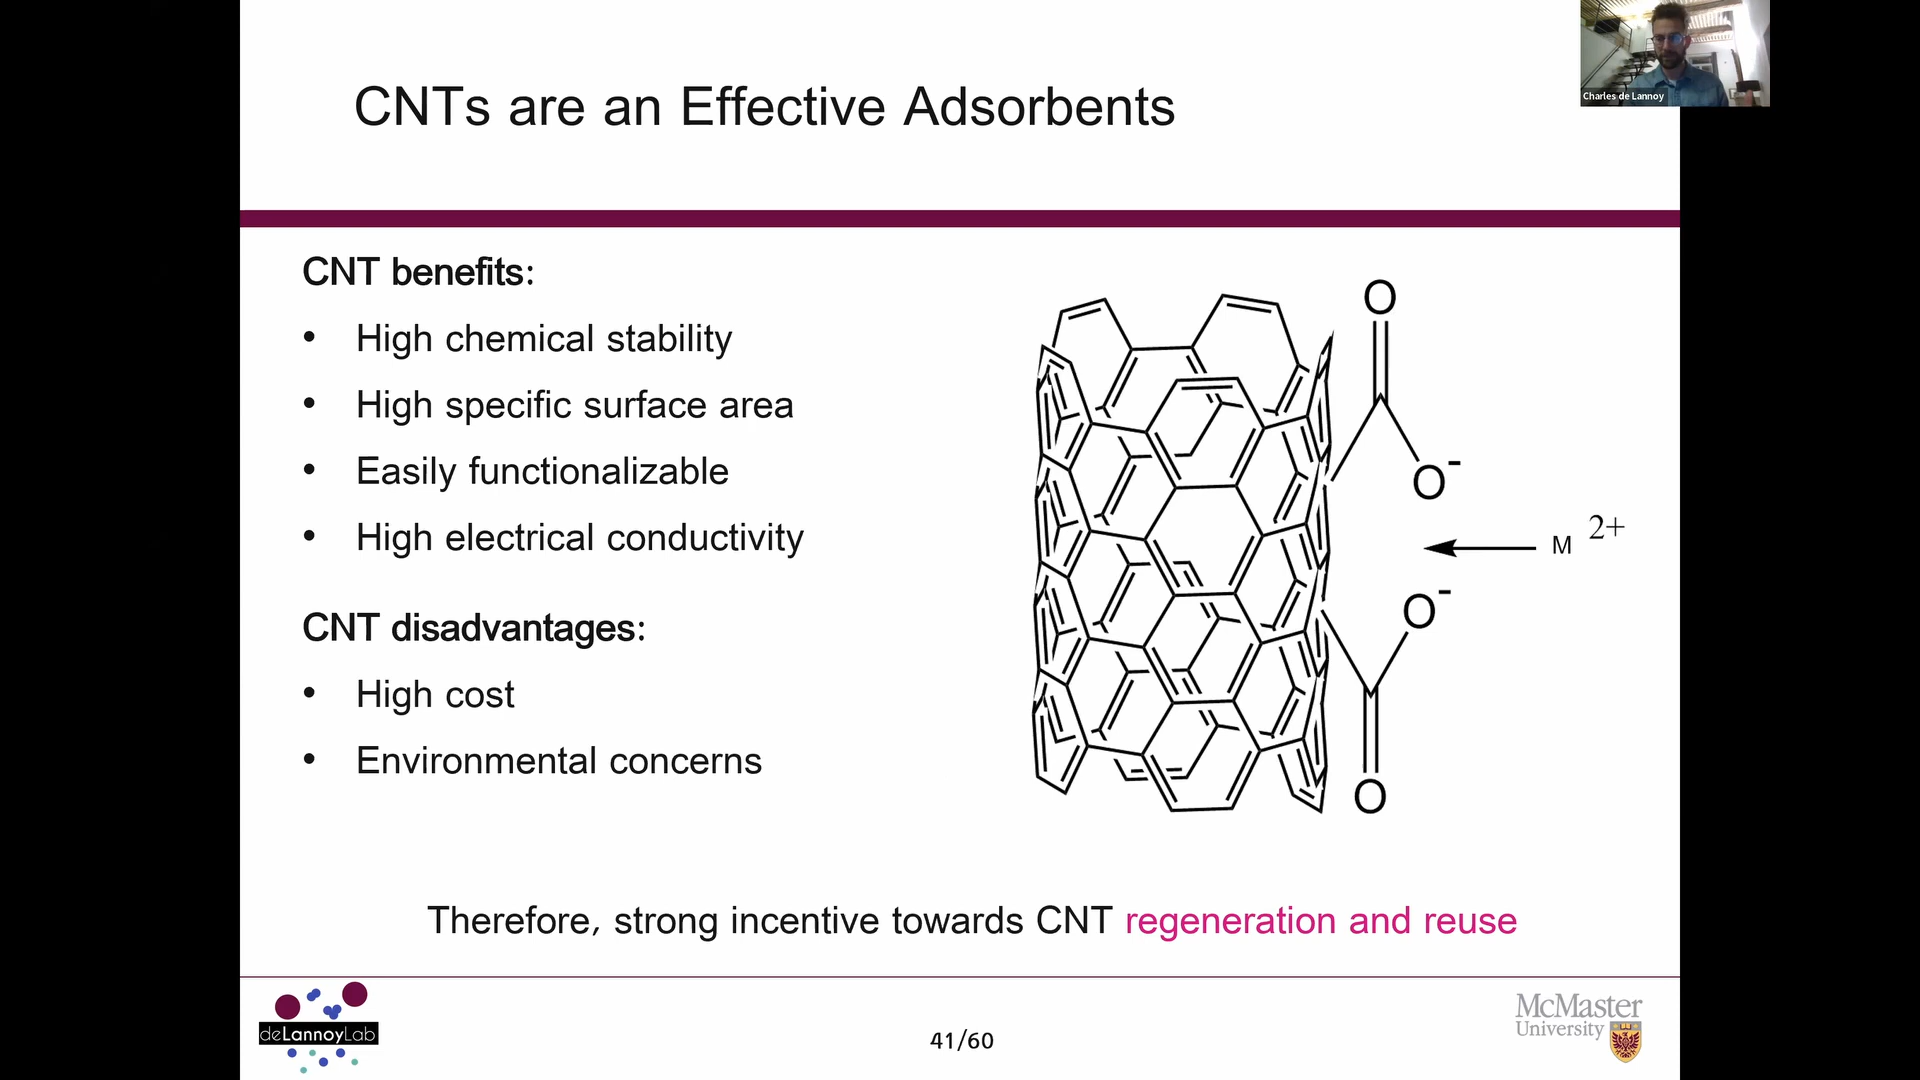 CNTs are an Effective Adsorbents
Charles de Lannoy
CNT benefits:
• High chemical stability
• High specific surface area
• Easily functionalizable
• High electrical conductivity
CNT disadvantages:
• High cost
• Environmental concerns
O
O-
M 2+
O-
O
Therefore, strong incentive towards CNT regeneration and reuse
deLannoyLab
41/60
McMaster
University